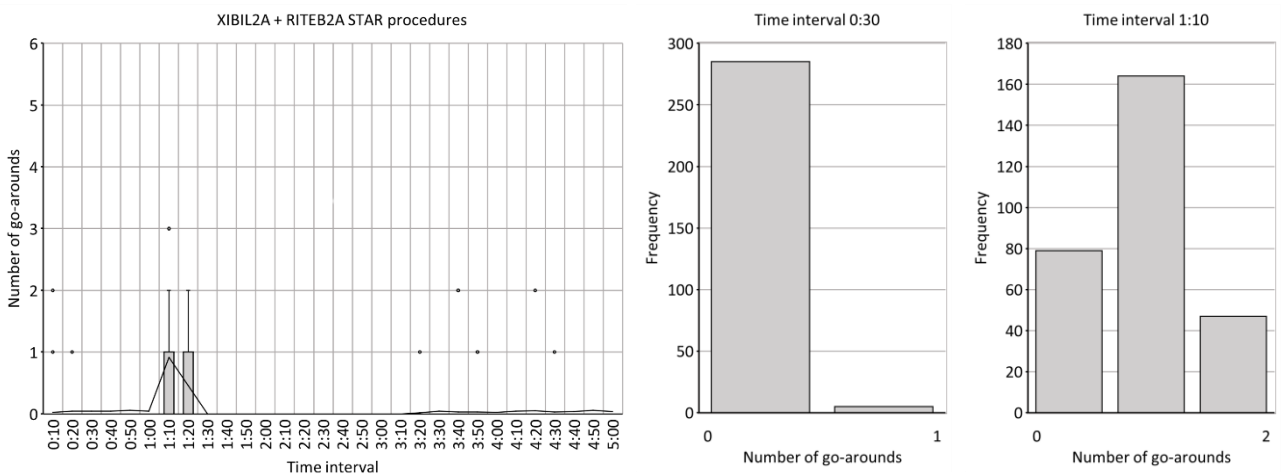 XIBIL2A + RITEB2A STAR procedures
Number of go-arounds
6
5
4
3
2
1
0
0:10 0:20 0:30 0:40 0:50 1:00 1:10 1:20 1:30 1:40 1:50 2:00 2:10 2:20 2:30 2:40 2:50 3:00 3:10 3:20 3:30 3:40 3:50 4:00 4:10 4:20 4:30 4:40 4:50 5:00
Time interval
Time interval 0:30
Frequency
300
250
200
150
100
50
0
0 1
Number of go-arounds
Time interval 1:10
Frequency
180
160
140
120
100
80
60
40
20
0
0 2
Number of go-arounds